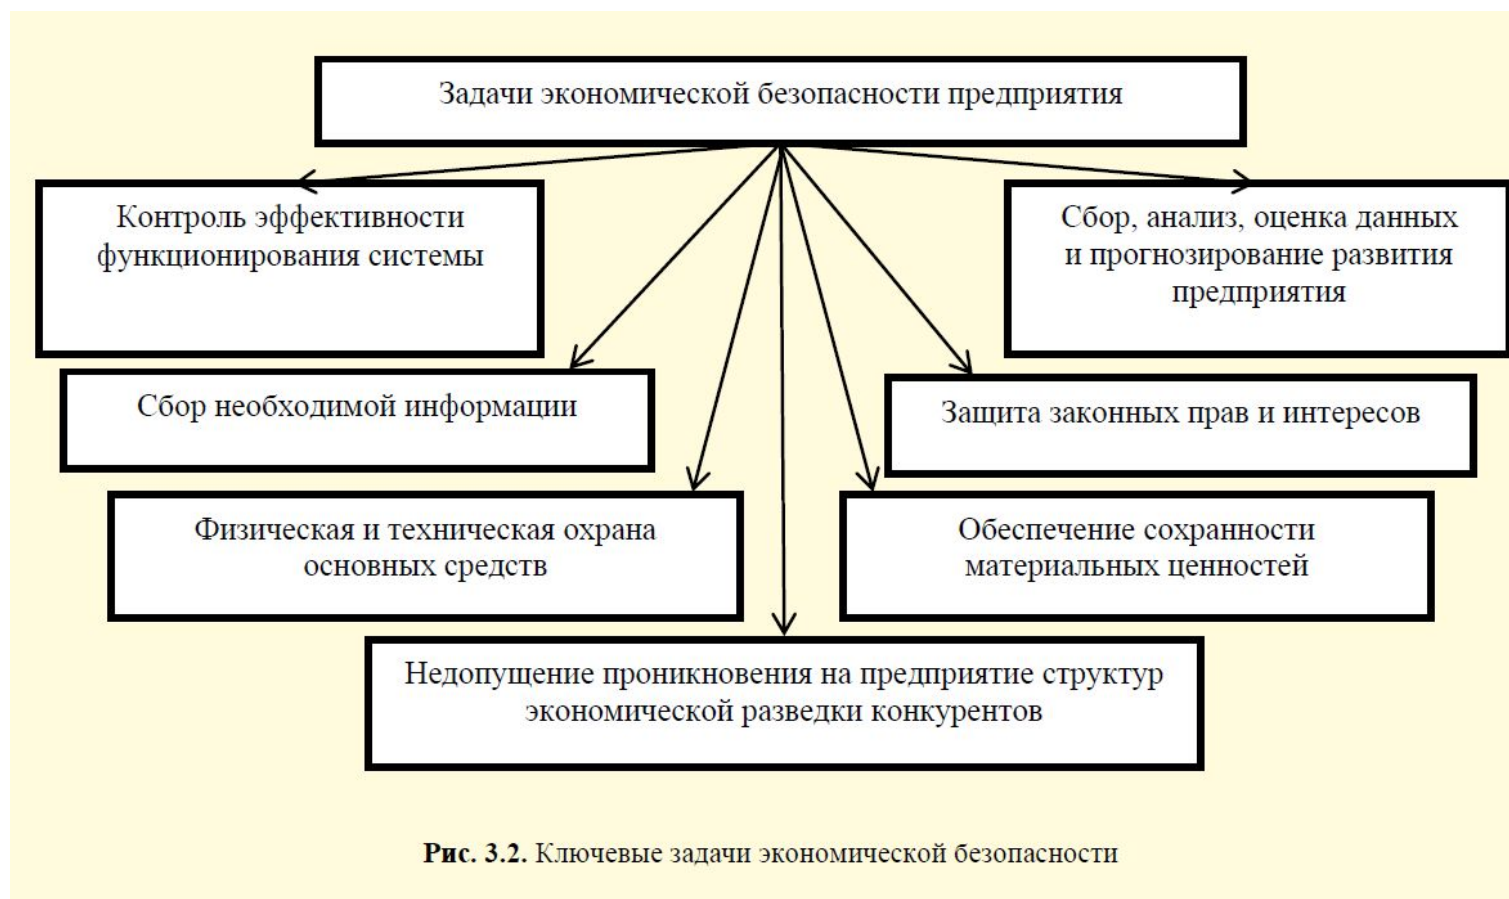 Задачи экономической безопасности предприятия
Контроль эффективности
функционирования системы
Сбор, анализ, оценка данных
и прогнозирование развития
предприятия
Сбор необходимой информации
Защита законных прав и интересов
Физическая и техническая охрана
основных средств
Обеспечение сохранности
материальных ценностей
Недопущение проникновения на предприятие структур
экономической разведки конкурентов
Рис. 3.2. Ключевые задачи экономической безопасности